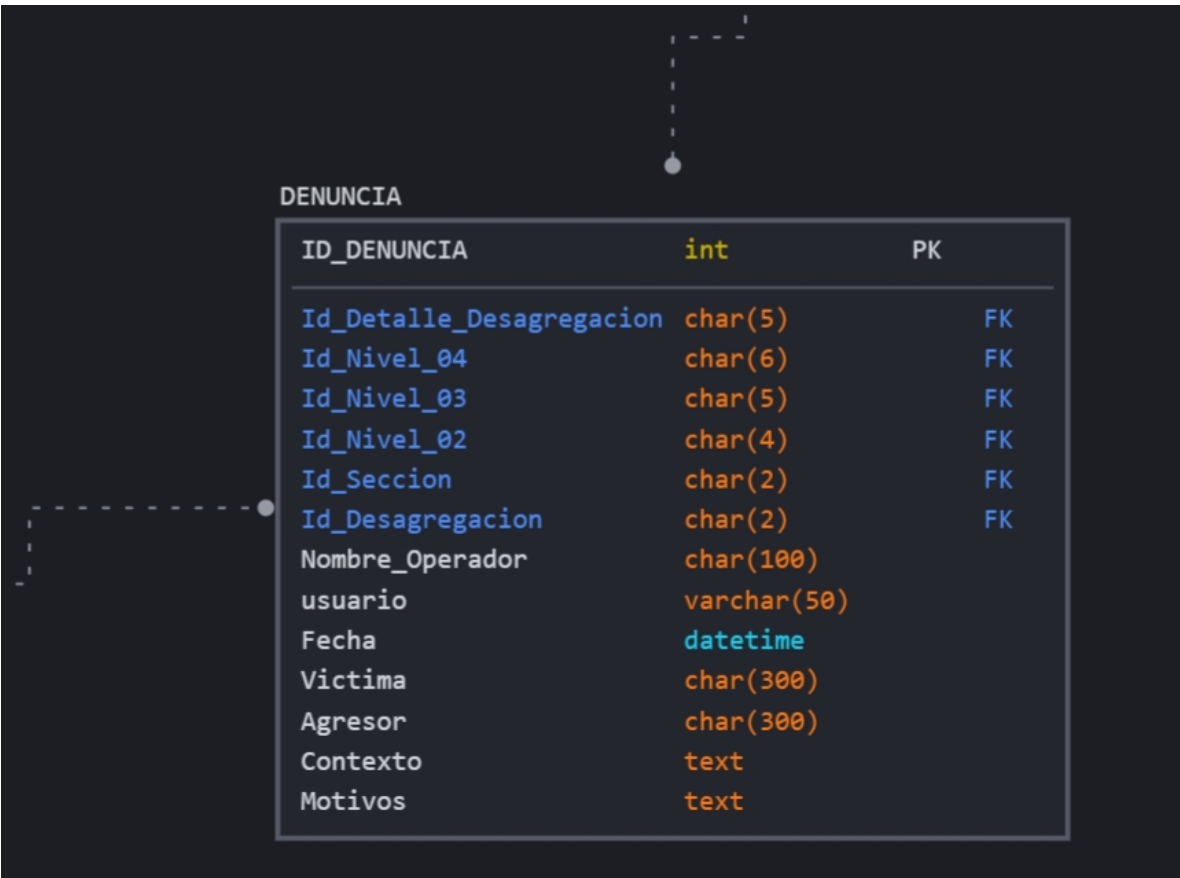 DENUNCIA
ID_DENUNCIA int PK
Id_Detalle_Desagregacion char(5) FK
Id_Nivel_04 char(6) FK
Id_Nivel_03 char(5) FK
Id_Nivel_02 char(4) FK
Id_Seccion char(2) FK
Id_Desagregacion char(2) FK
Nombre_Operador char(100)
usuario varchar(50)
Fecha datetime
Victima char(300)
Agresor char(300)
Contexto text
Motivos text